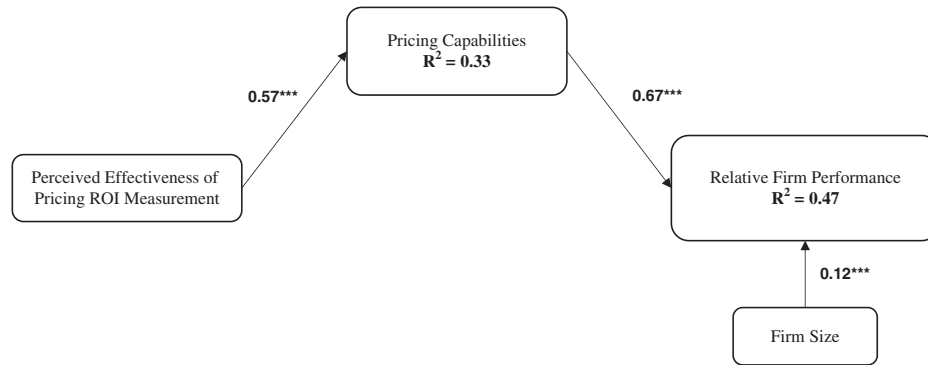 Pricing Capabilities
R² = 0.33
0.57***
0.67***
Perceived Effectiveness of
Pricing ROI Measurement
Relative Firm Performance
R² = 0.47
0.12***
Firm Size